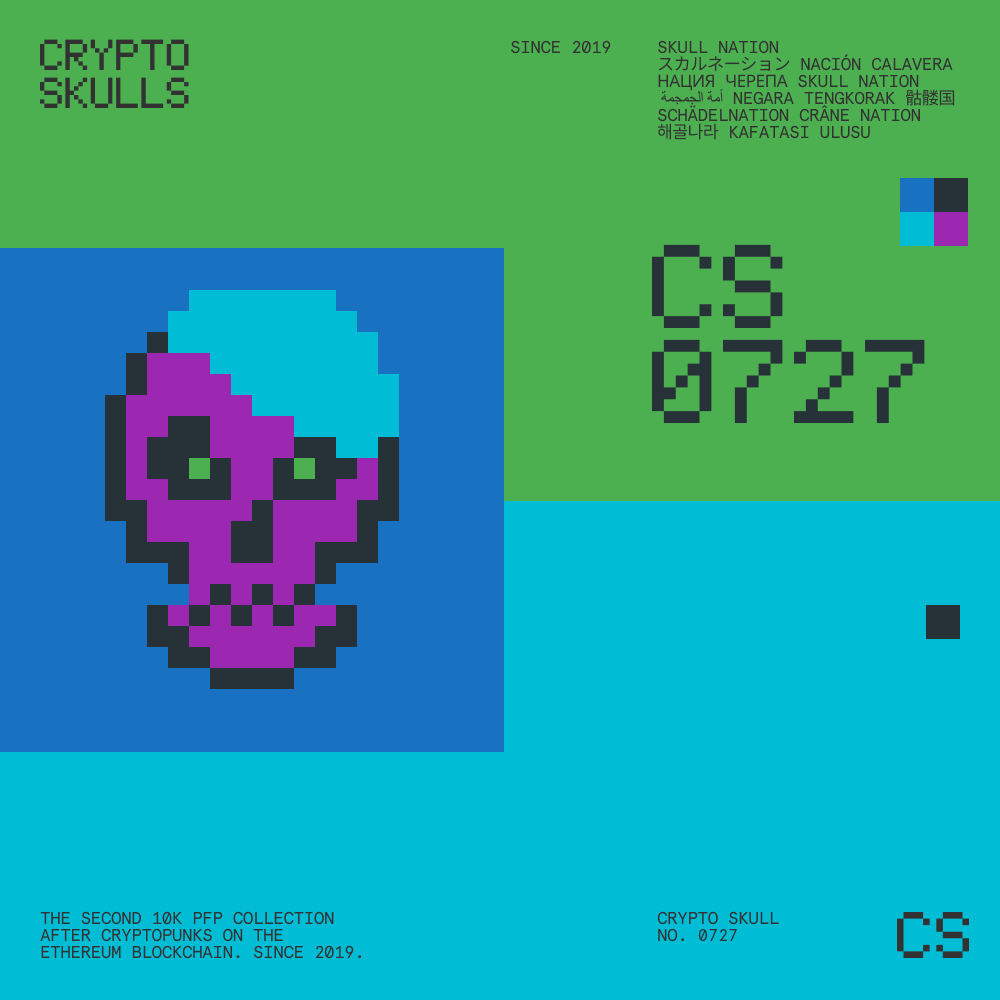 CRYPTO
SKULLS
SINCE 2019
SKULL NATION
スカルネーション NACIÓN CALAVERA
НАЦИЯ ЧЕРЕПА SKULL NATION
أمة الجمجمة NEGARA TENGKORAK 骷髅国
SCHÄDELNATION CRÂNE NATION
해골나라 KAFATASI ULUSU
CS
0727
THE SECOND 10K PFP COLLECTION
AFTER CRYPTOPUNKS ON THE
ETHEREUM BLOCKCHAIN. SINCE 2019.
CRYPTO SKULL
NO. 0727
CS